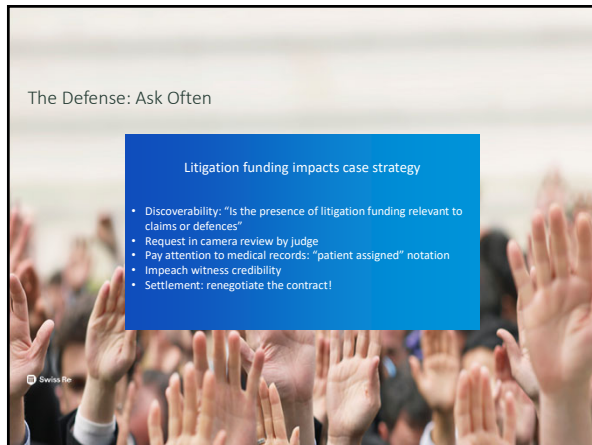 The Defense: Ask Often
Litigation funding impacts case strategy
• Discoverability: “Is the presence of litigation funding relevant to
claims or defences”
• Request in camera review by judge
• Pay attention to medical records: “patient assigned” notation
• Impeach witness credibility
• Settlement: renegotiate the contract!
Swiss Re